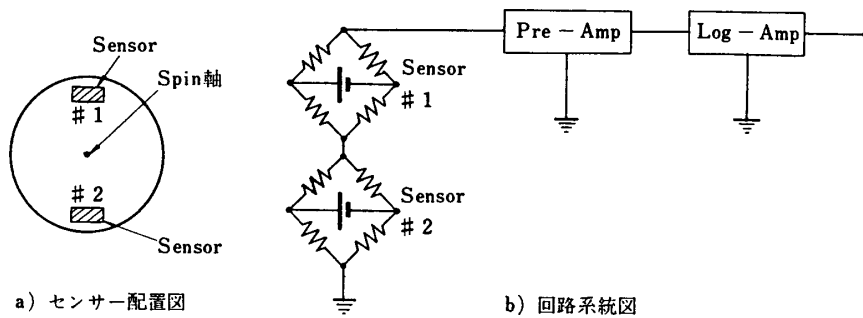 Sensor
Spin軸
#1
#2
Sensor
a) センサー配置図
Sensor
#1
Sensor
#2
Pre-Amp
Log-Amp
b) 回路系統図